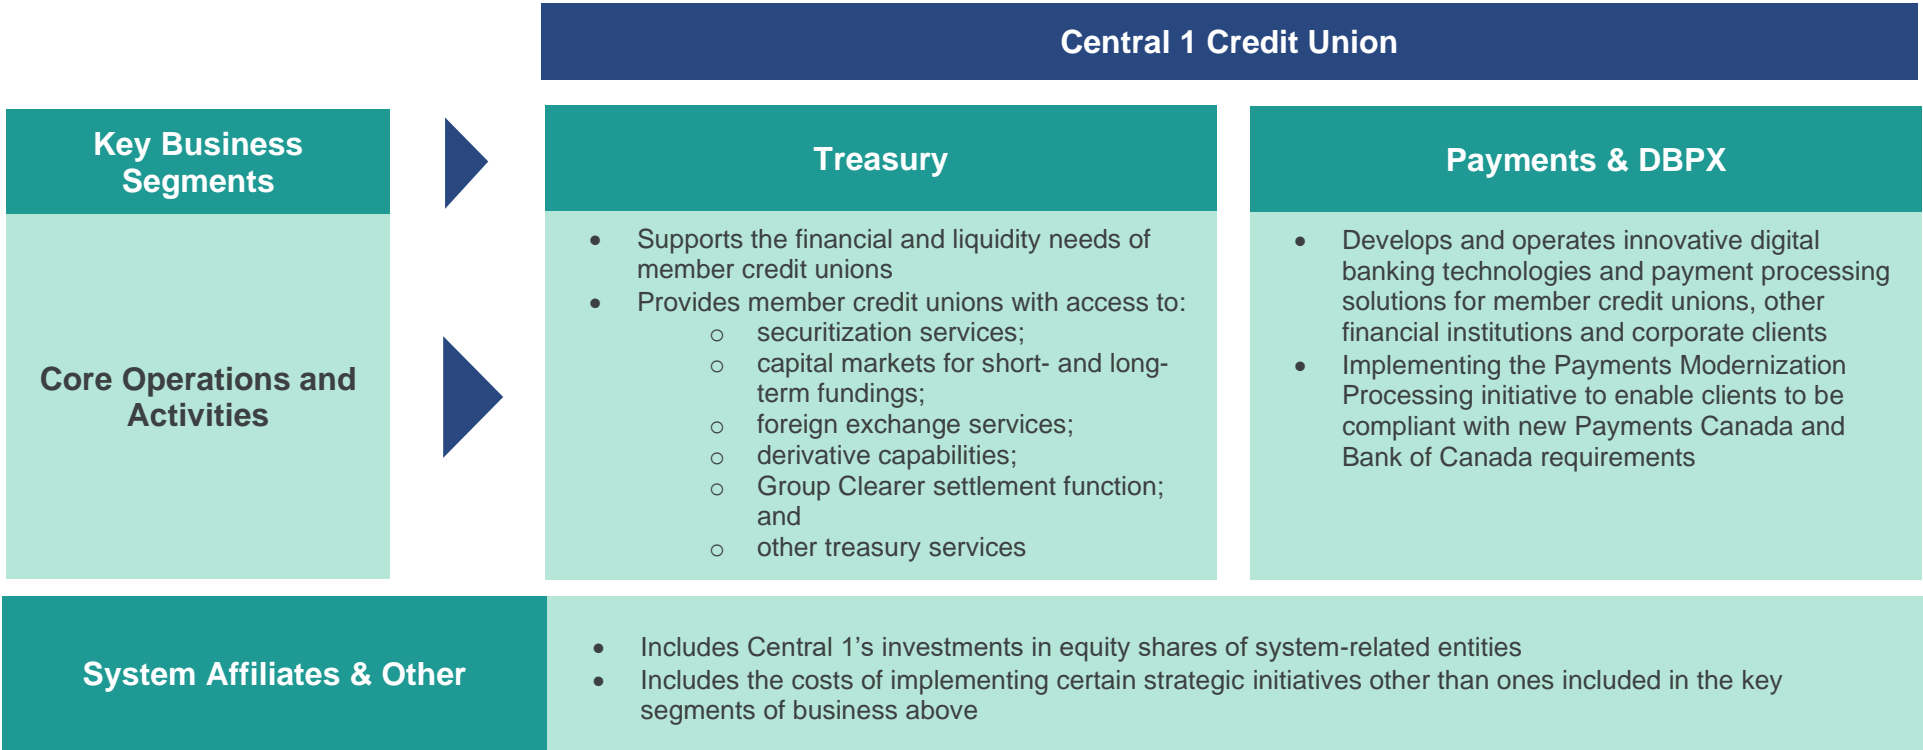 Central 1 Credit Union
Key Business
Segments
Treasury
Payments & DBPX
Core Operations and
Activities
• Supports the financial and liquidity needs of
member credit unions
• Provides member credit unions with access to:
o securitization services;
o capital markets for short- and long-
term fundings;
o foreign exchange services;
o derivative capabilities;
o Group Clearer settlement function;
and
o other treasury services
• Develops and operates innovative digital
banking technologies and payment processing
solutions for member credit unions, other
financial institutions and corporate clients
• Implementing the Payments Modernization
Processing initiative to enable clients to be
compliant with new Payments Canada and
Bank of Canada requirements
System Affiliates & Other
• Includes Central 1’s investments in equity shares of system-related entities
• Includes the costs of implementing certain strategic initiatives other than ones included in the key
segments of business above